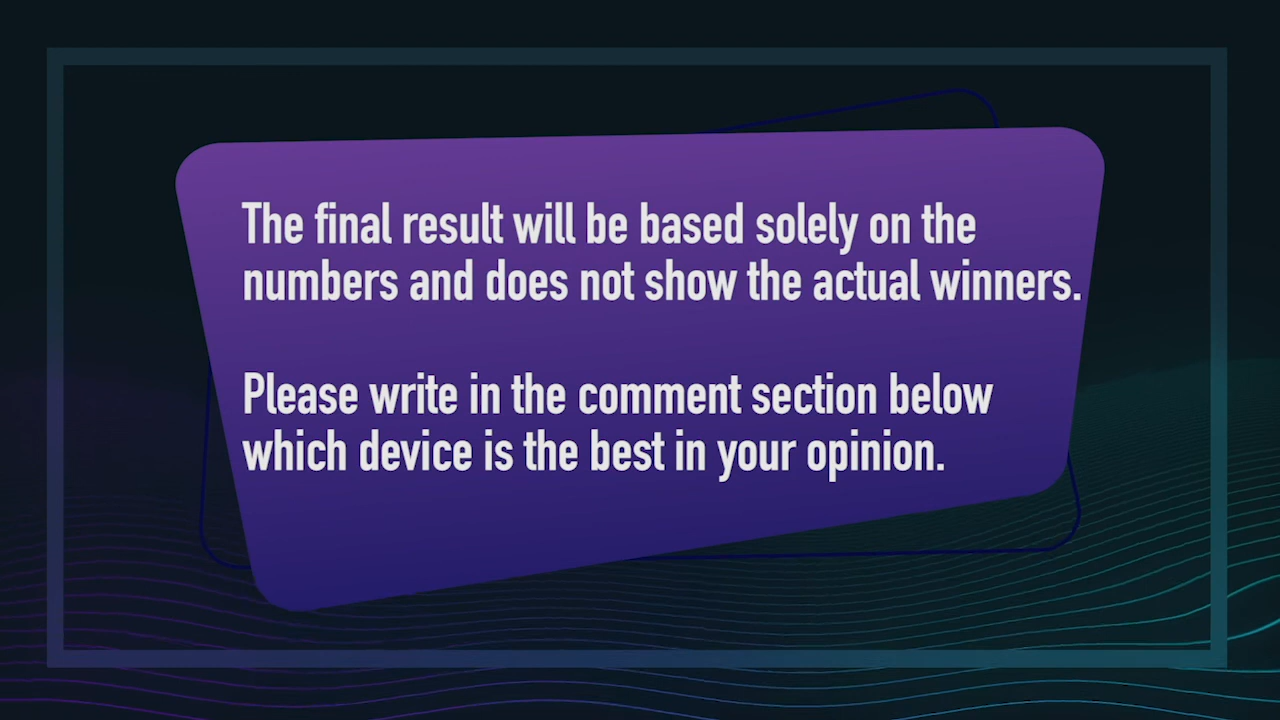 The final result will be based solely on the
numbers and does not show the actual winners.
Please write in the comment section below
which device is the best in your opinion.